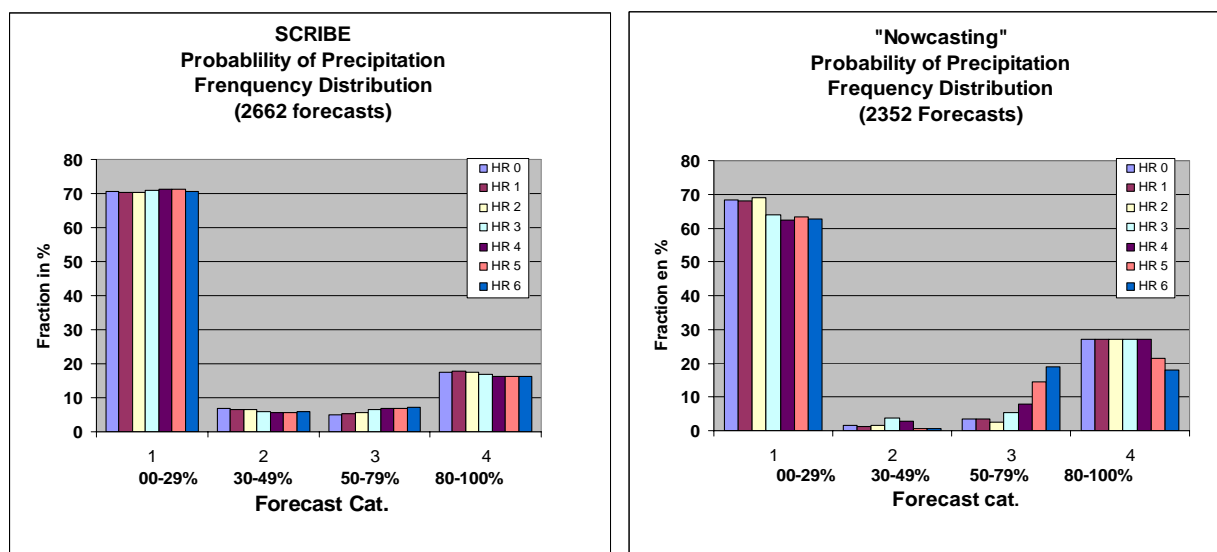 SCRIBE
Probablility of Precipitation
Frenquency Distribution
(2662 forecasts)
80
70
60
50
40
30
20
10
0
Fraction in %
HR 0
HR 1
HR 2
HR 3
HR 4
HR 5
HR 6
1 2 3 4
00-29% 30-49% 50-79% 80-100%
Forecast Cat.
"Nowcasting"
Probability of Precipitation
Frequency Distribution
(2352 Forecasts)
80
70
60
50
40
30
20
10
0
Fraction en %
HR 0
HR 1
HR 2
HR 3
HR 4
HR 5
HR 6
1 2 3 4
00-29% 30-49% 50-79% 80-100%
Forecast cat.